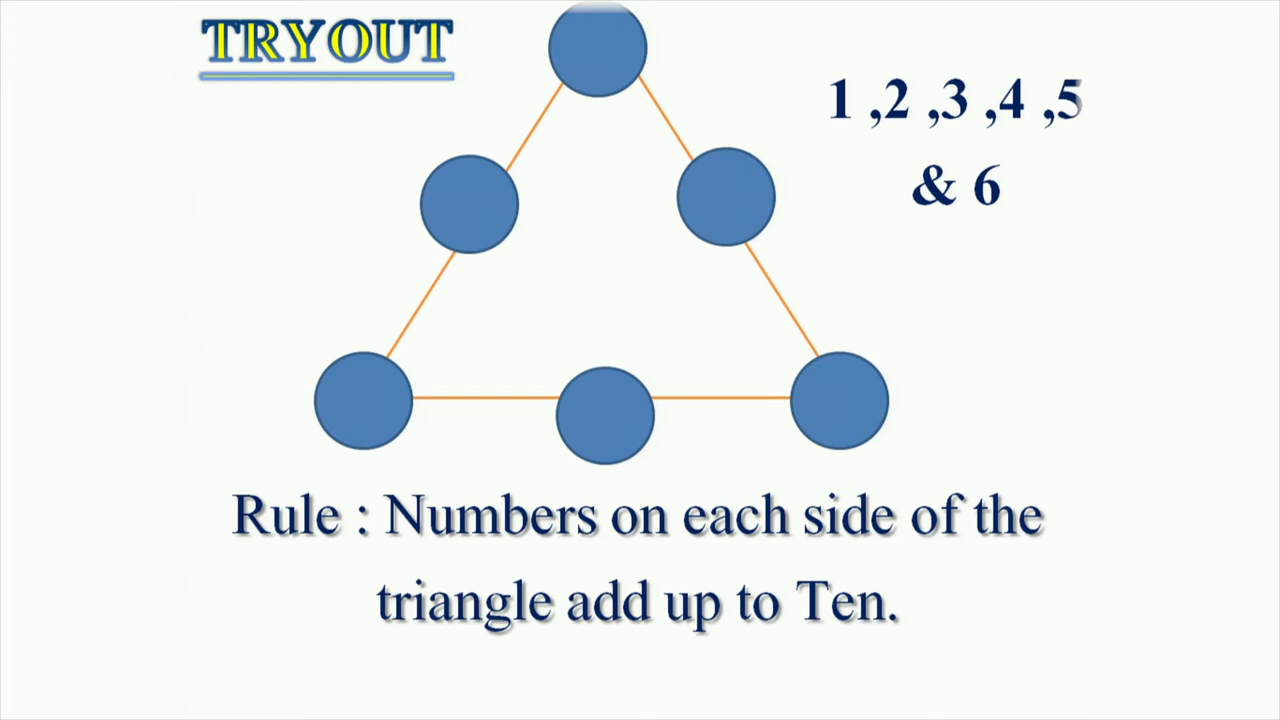 TRYOUT
1 ,2 ,3 ,4 ,5
& 6
Rule : Numbers on each side of the
triangle add up to Ten.